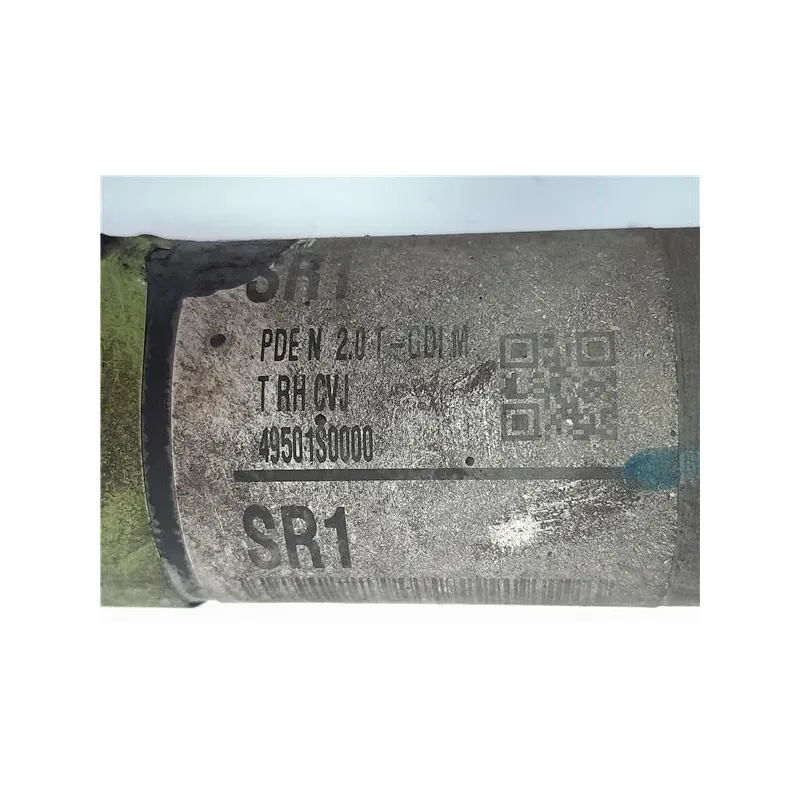 SR1
PDE N 2.0 T-GDI M
T RH CVJ
49501S0000
SR1